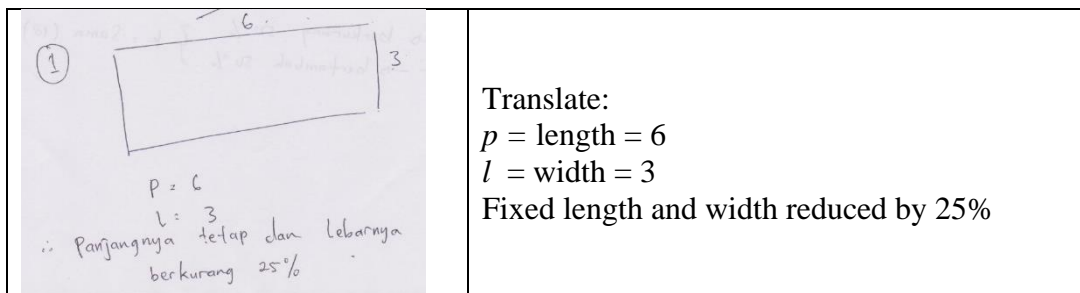 6
①
3
p = 6
l = 3
∴ Panjangnya tetap dan lebarnya
berkurang 25%
Translate:
p = length = 6
l = width = 3
Fixed length and width reduced by 25%